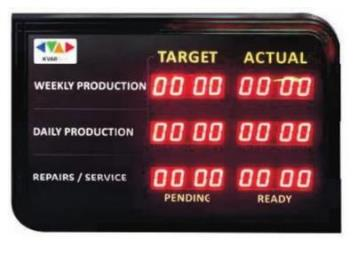 KVAR
TARGET ACTUAL
WEEKLY PRODUCTION 00 00 00 00
DAILY PRODUCTION 00 00 00 00
REPAIRS / SERVICE 00 00 00 00
PENDING READY